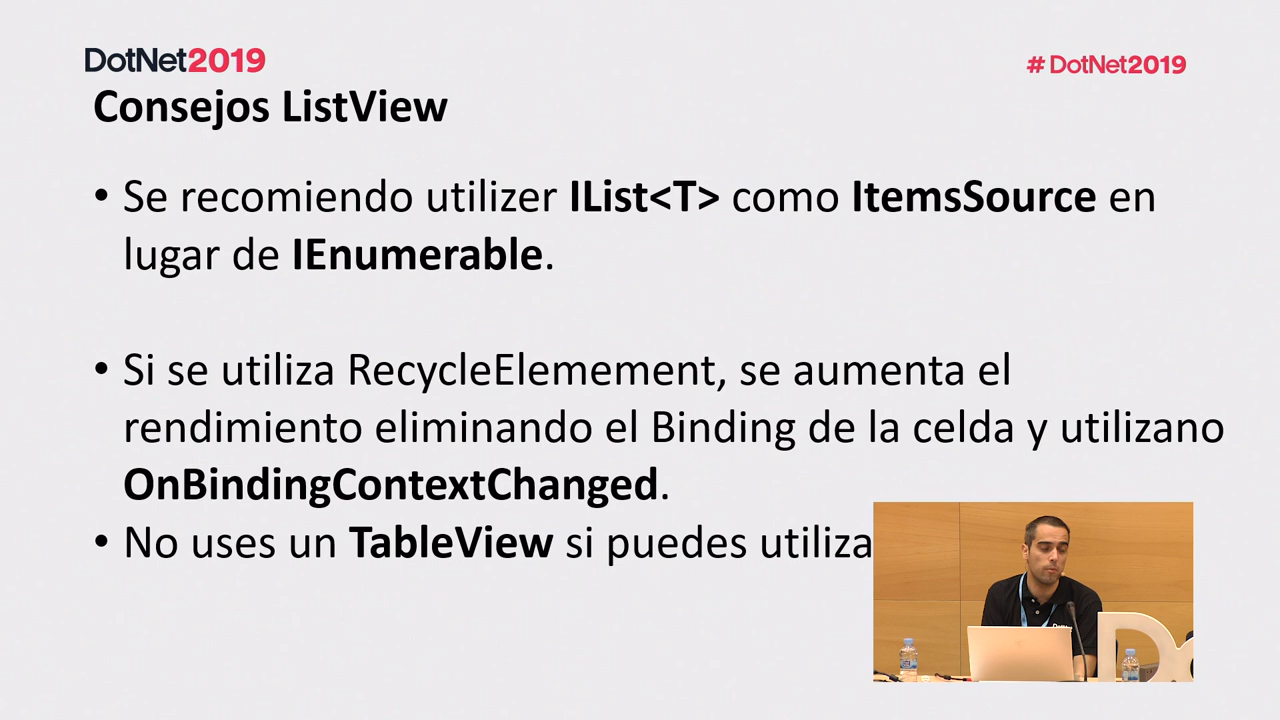 DotNet2019
# DotNet2019
Consejos ListView
• Se recomiendo utilizer IList<T> como ItemsSource en
lugar de IEnumerable.
• Si se utiliza RecycleElemement, se aumenta el
rendimiento eliminando el Binding de la celda y utilizano
OnBindingContextChanged.
• No uses un TableView si puedes utiliza